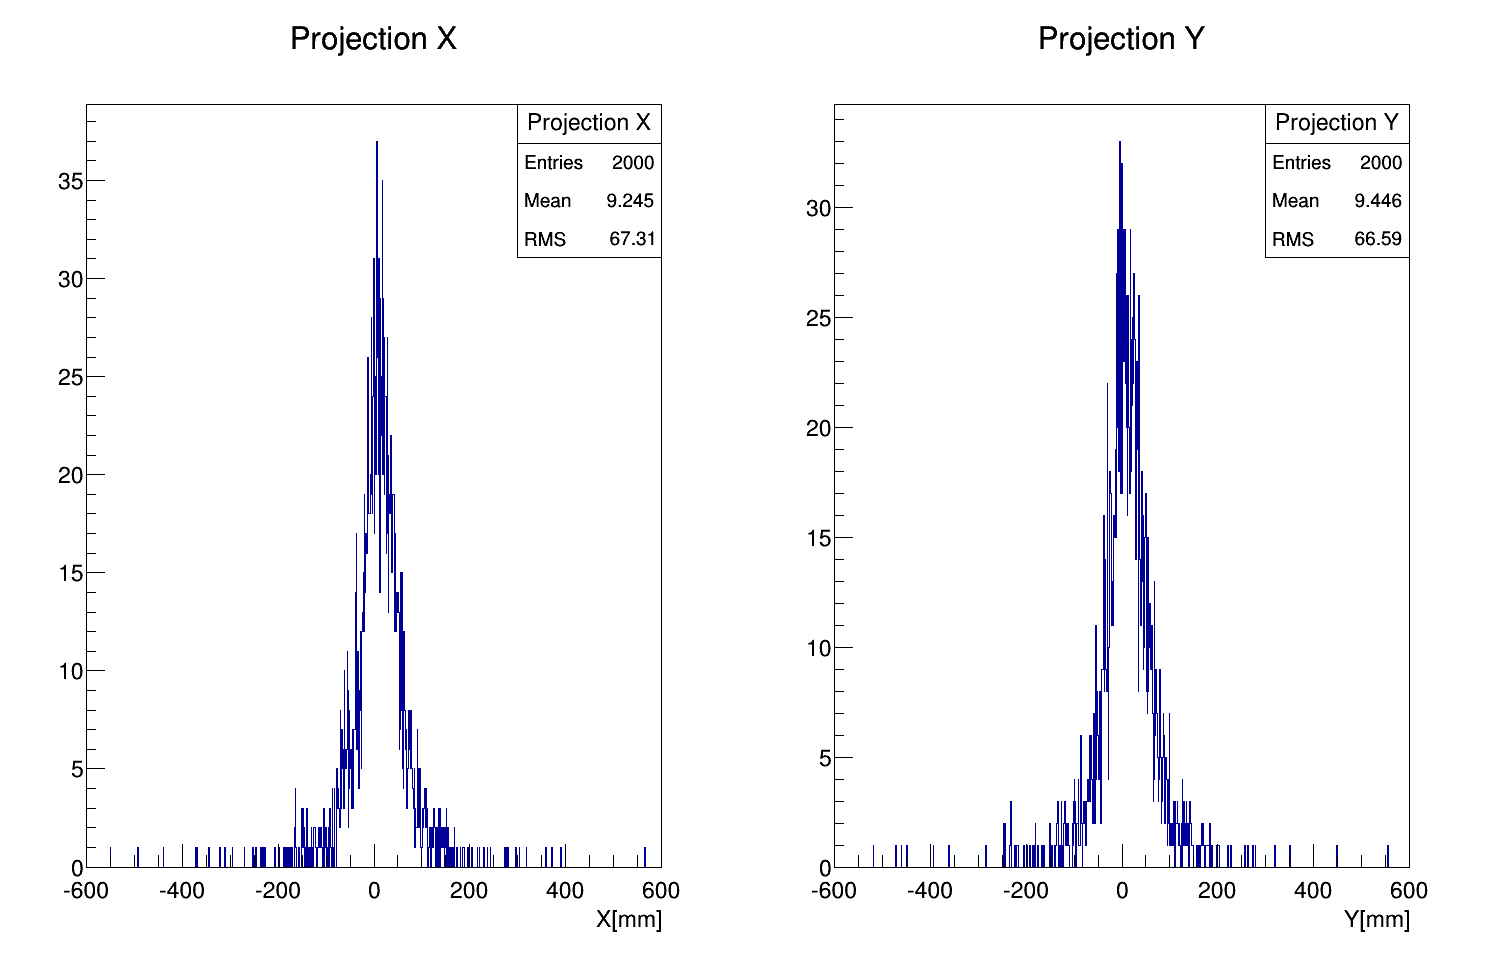 Projection X
Projection X
Entries 2000
Mean 9.245
RMS 67.31
35
30
25
20
15
10
5
0
-600 -400 -200 0 200 400 600
X[mm]
Projection Y
Projection Y
Entries 2000
Mean 9.446
RMS 66.59
30
25
20
15
10
5
0
-600 -400 -200 0 200 400 600
Y[mm]